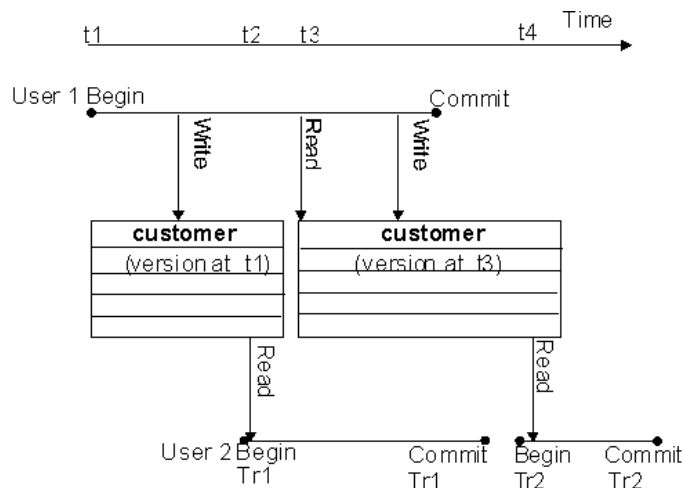 Time
t1 t2 t3 t4
User 1 Begin Commit
Write Read Write
customer customer
(version at t1) (version at t3)
Read Read
User 2 Begin Commit Begin Commit
Tr1 Tr1 Tr2 Tr2